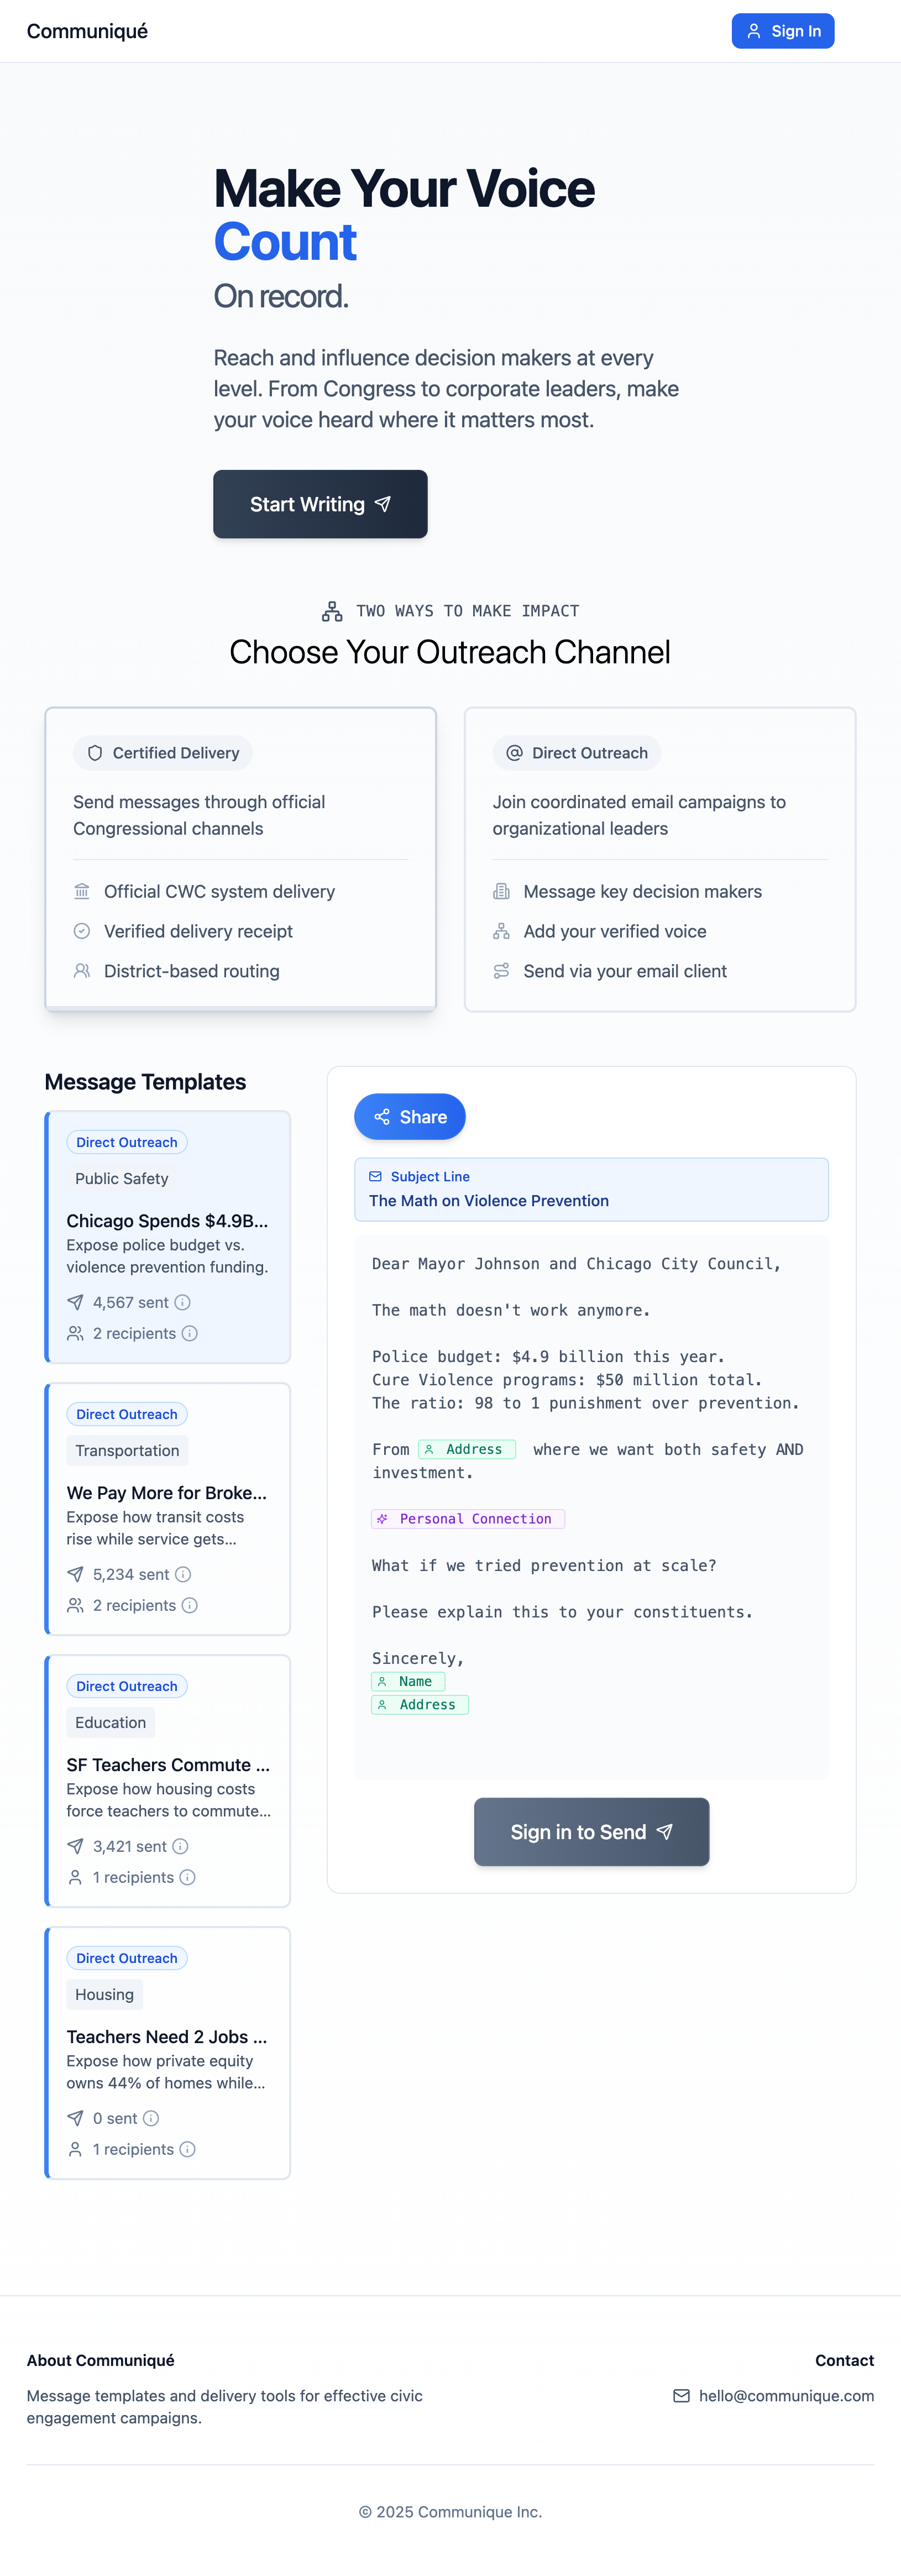 Communiqué
Sign In
Make Your Voice
Count
On record.
Reach and influence decision makers at every
level. From Congress to corporate leaders, make
your voice heard where it matters most.
Start Writing
TWO WAYS TO MAKE IMPACT
Choose Your Outreach Channel
Certified Delivery
Send messages through official
Congressional channels
Official CWC system delivery
Verified delivery receipt
District-based routing
Direct Outreach
Join coordinated email campaigns to
organizational leaders
Message key decision makers
Add your verified voice
Send via your email client
Message Templates
Direct Outreach
Public Safety
Chicago Spends $4.9B...
Expose police budget vs.
violence prevention funding.
4,567 sent
2 recipients
Direct Outreach
Transportation
We Pay More for Broke...
Expose how transit costs
rise while service gets...
5,234 sent
2 recipients
Direct Outreach
Education
SF Teachers Commute ...
Expose how housing costs
force teachers to commute...
3,421 sent
1 recipients
Direct Outreach
Housing
Teachers Need 2 Jobs ...
Expose how private equity
owns 44% of homes while...
0 sent
1 recipients
Share
Subject Line
The Math on Violence Prevention
Dear Mayor Johnson and Chicago City Council,
The math doesn't work anymore.
Police budget: $4.9 billion this year.
Cure Violence programs: $50 million total.
The ratio: 98 to 1 punishment over prevention.
From Address where we want both safety AND
investment.
Personal Connection
What if we tried prevention at scale?
Please explain this to your constituents.
Sincerely,
Name
Address
Sign in to Send
About Communiqué
Message templates and delivery tools for effective civic
engagement campaigns.
Contact
hello@communique.com
© 2025 Communique Inc.